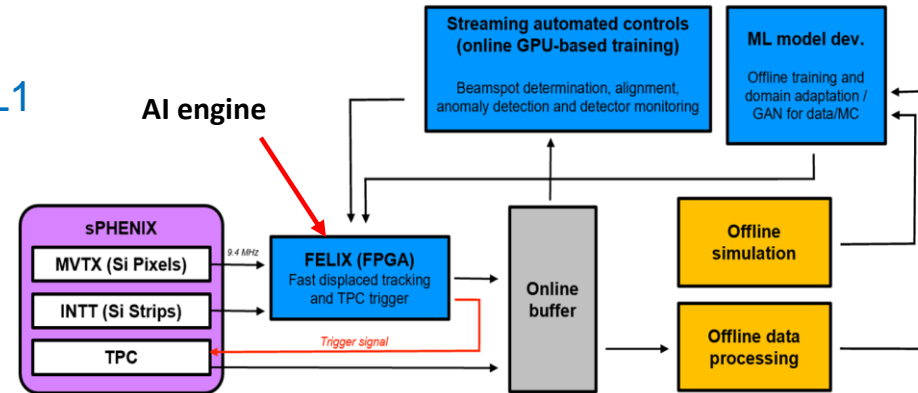 L1
AI engine
Streaming automated controls
(online GPU-based training)
Beamspot determination, alignment,
anomaly detection and detector monitoring
ML model dev.
Offline training and
domain adaptation /
GAN for data/MC
sPHENIX
MVTX (Si Pixels)
INTT (Si Strips)
TPC
9.4 MHz
FELIX (FPGA)
Fast displaced tracking
and TPC trigger
Trigger signal
Online
buffer
Offline
simulation
Offline data
processing